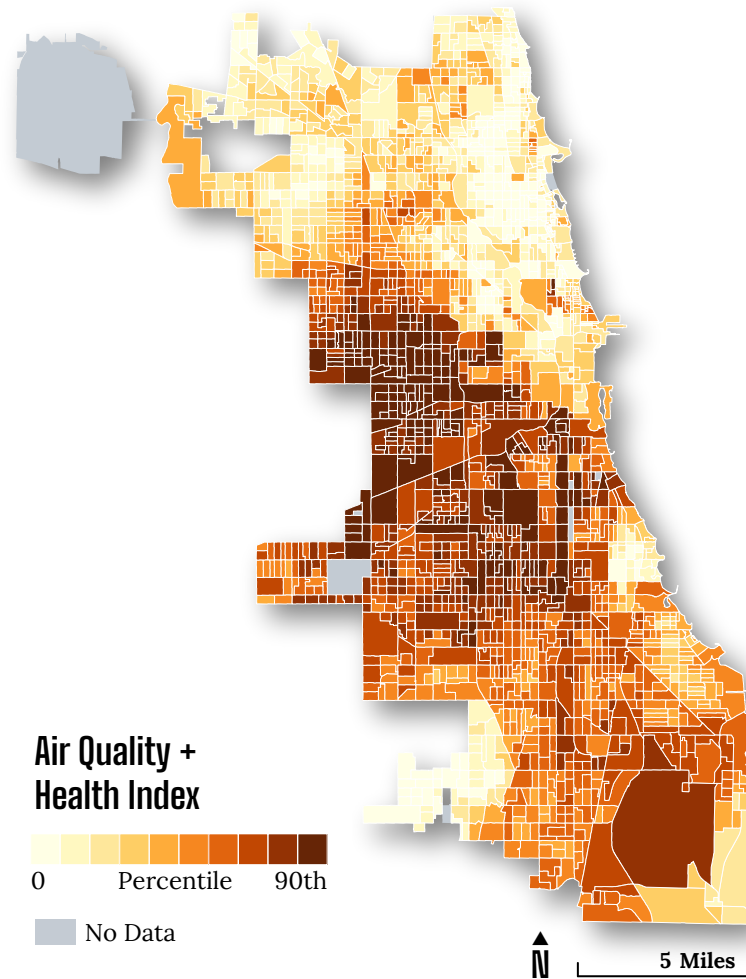 Air Quality +
Health Index
0 Percentile 90th
No Data
N
5 Miles